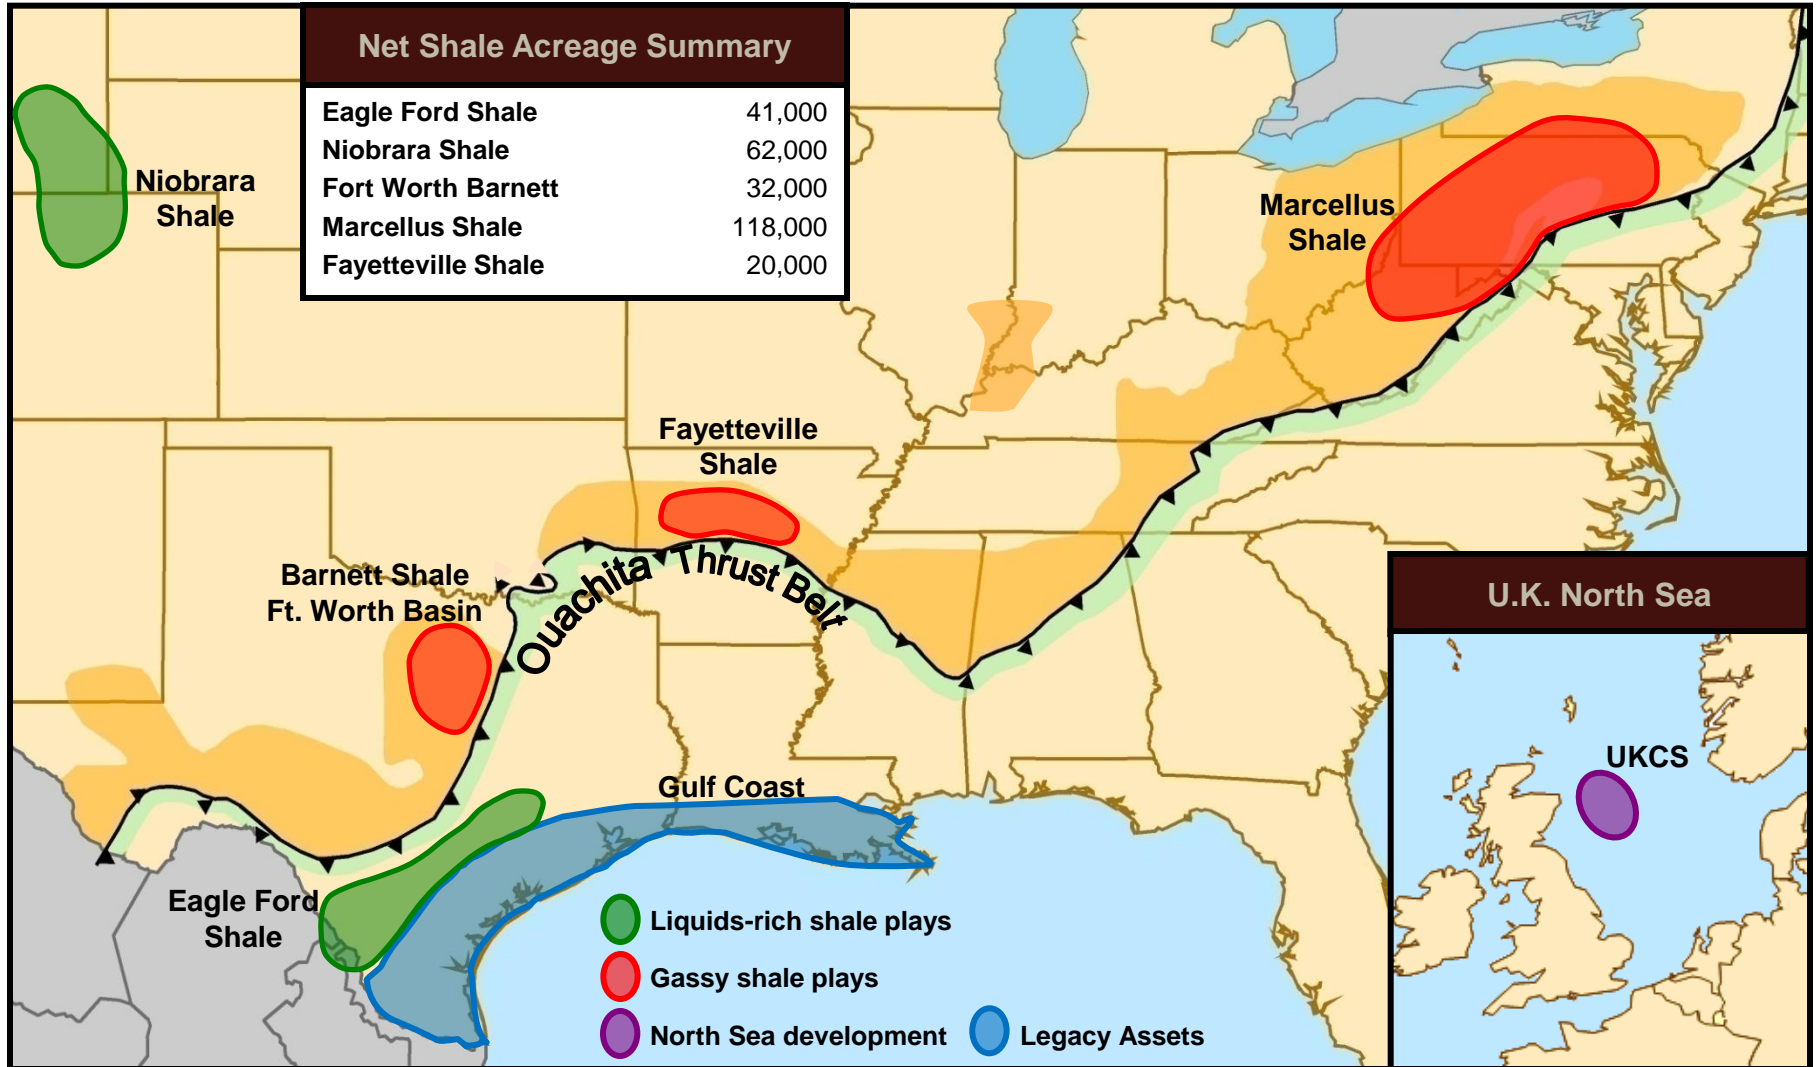 Net Shale Acreage Summary
Eagle Ford Shale 41,000
Niobrara Shale 62,000
Fort Worth Barnett 32,000
Marcellus Shale 118,000
Fayetteville Shale 20,000
Niobrara
Shale
Marcellus
Shale
Fayetteville
Shale
Barnett Shale
Ft. Worth Basin
Ouachita Thrust Belt
Gulf Coast
Eagle Ford
Shale
Liquids-rich shale plays
Gassy shale plays
North Sea development
Legacy Assets
U.K. North Sea
UKCS